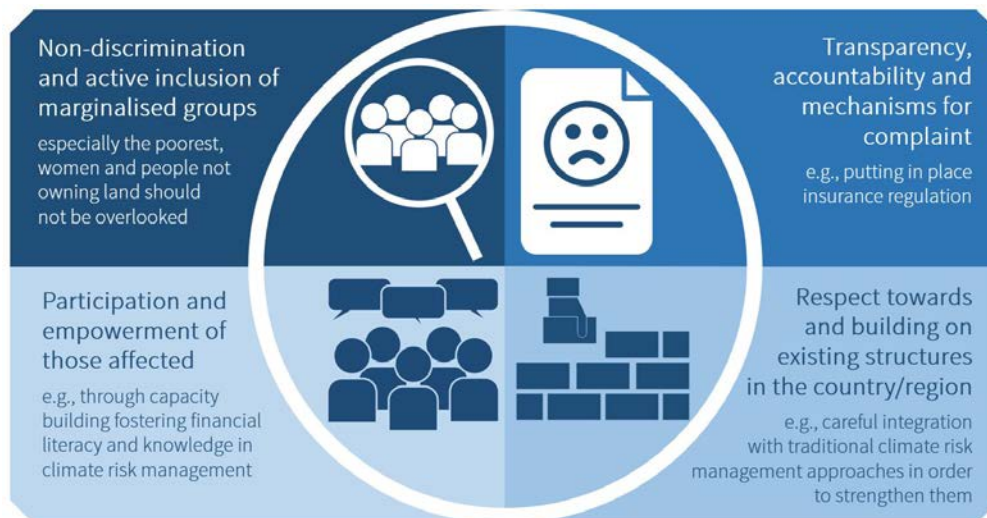 Non-discrimination
and active inclusion of
marginalised groups
especially the poorest,
women and people not
owning land should
not be overlooked
Transparency,
accountability and
mechanisms for
complaint
e.g., putting in place
insurance regulation
Participation and
empowerment of
those affected
e.g., through capacity
building fostering financial
literacy and knowledge in
climate risk management
Respect towards
and building on
existing structures
in the country/region
e.g., careful integration
with traditional climate risk
management approaches in order
to strengthen them